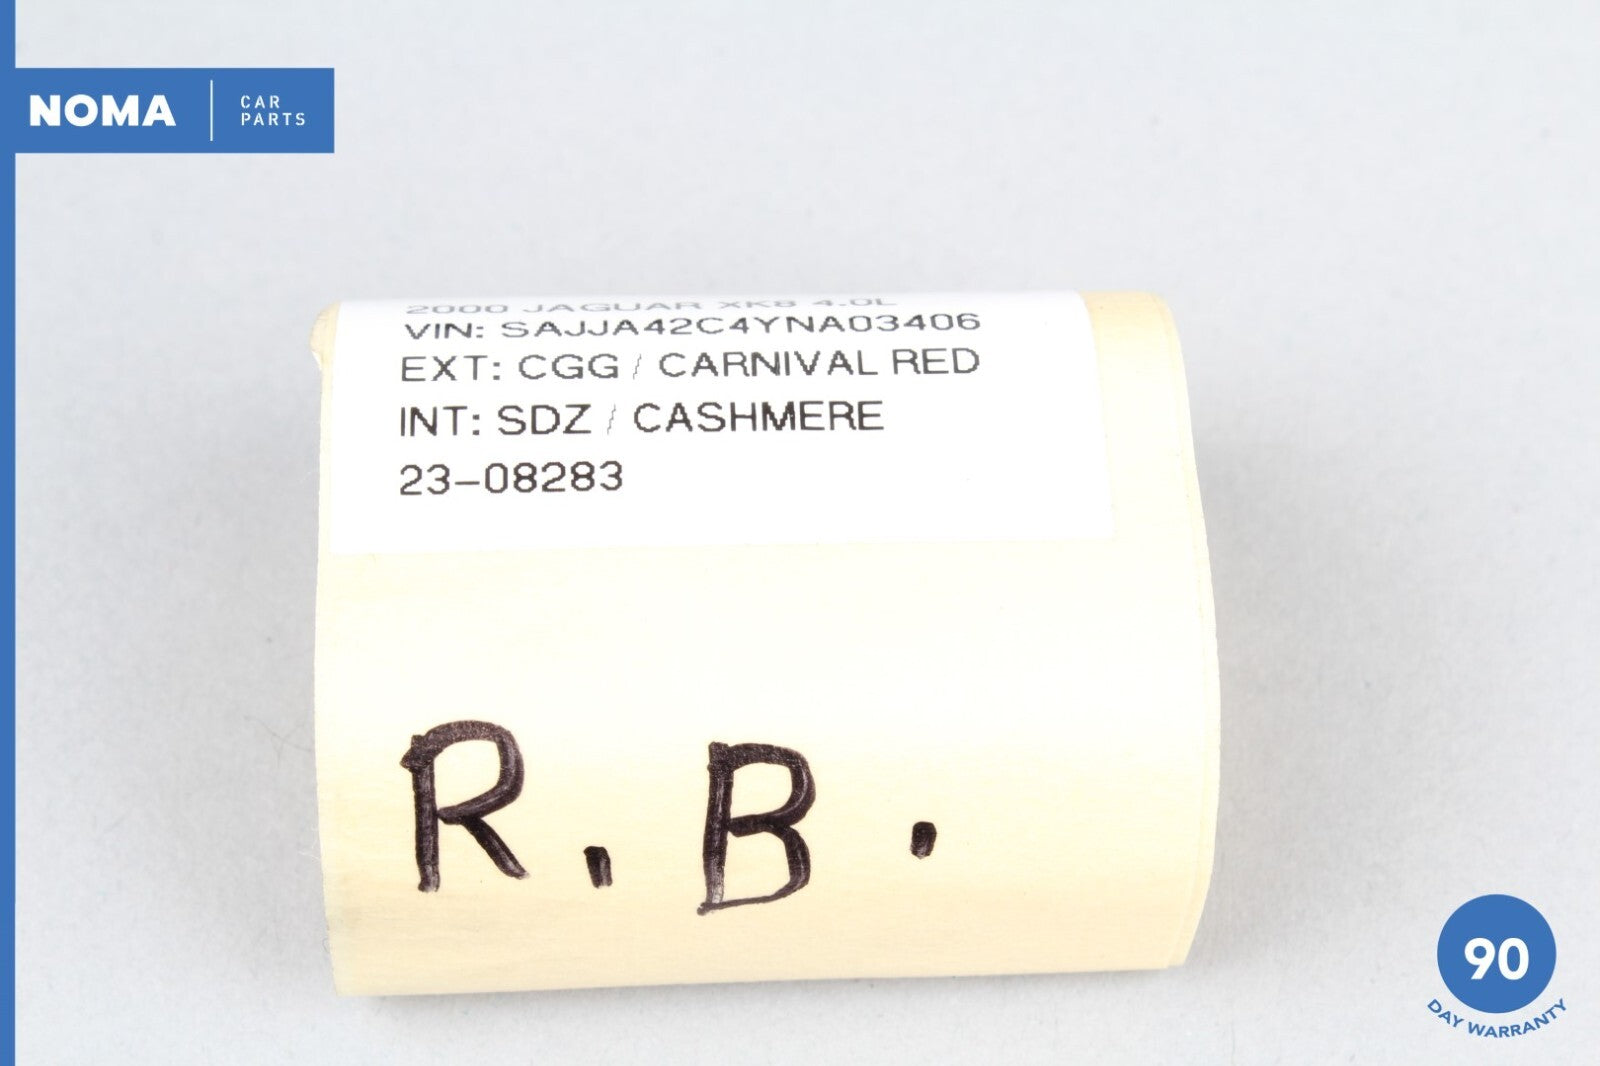 NOMA
CAR
PARTS
2000 JAGUAR XK8 4.0L
VIN: SAJJA42C4YNA03406
EXT: CGG / CARNIVAL RED
INT: SDZ / CASHMERE
23-08283
R.B.
90
DAY WARRANTY